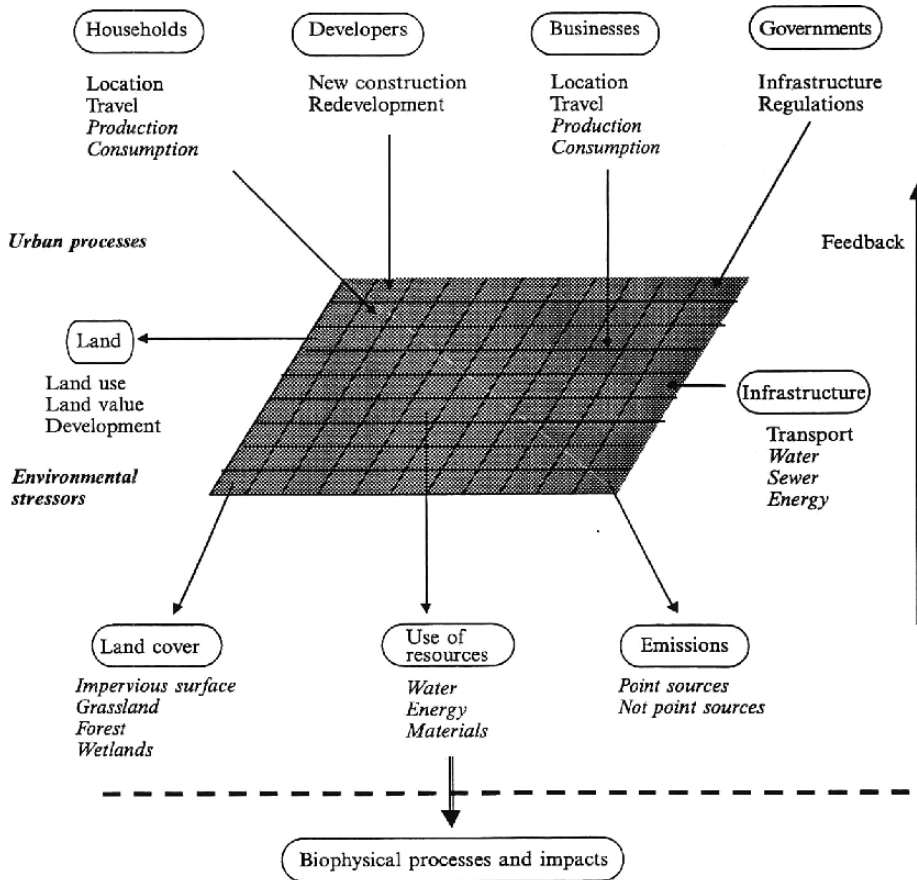 Households
Developers
Businesses
Governments
Location
Travel
Production
Consumption
New construction
Redevelopment
Location
Travel
Production
Consumption
Infrastructure
Regulations
Urban processes
Feedback
Land
Land use
Land value
Development
Infrastructure
Transport
Water
Sewer
Energy
Environmental
stressors
Land cover
Impervious surface
Grassland
Forest
Wetlands
Use of
resources
Water
Energy
Materials
Emissions
Point sources
Not point sources
Biophysical processes and impacts